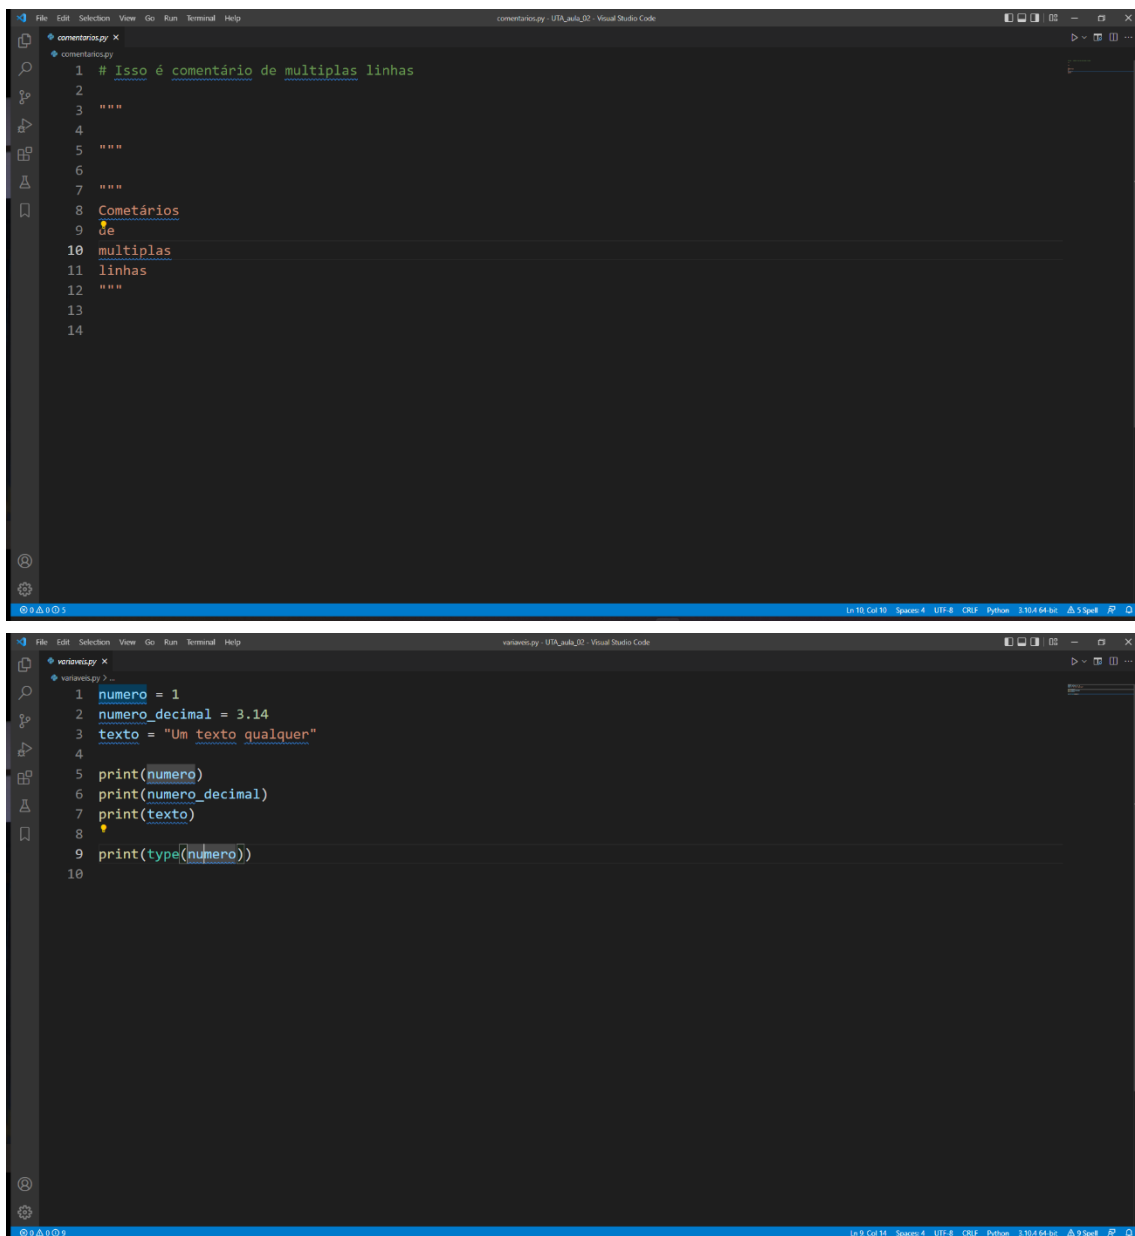 File Edit Selection View Go Run Terminal Help comentarios.py - UTA_aula_02 - Visual Studio Code
comentarios.py
comentarios.py
1 # Isso é comentário de multiplas linhas
2
3 """
4
5 """
6
7 """
8 Cometários
9 de
10 multiplas
11 linhas
12 """
13
14
0 0 5 Ln 10, Col 10 Spaces: 4 UTF-8 CRLF Python 3.10.4 64-bit 5 Spell
File Edit Selection View Go Run Terminal Help variaveis.py - UTA_aula_02 - Visual Studio Code
variaveis.py
variaveis.py > ...
1 numero = 1
2 numero_decimal = 3.14
3 texto = "Um texto qualquer"
4
5 print(numero)
6 print(numero_decimal)
7 print(texto)
8
9 print(type(numero))
10
0 0 9 Ln 9, Col 14 Spaces: 4 UTF-8 CRLF Python 3.10.4 64-bit 9 Spell